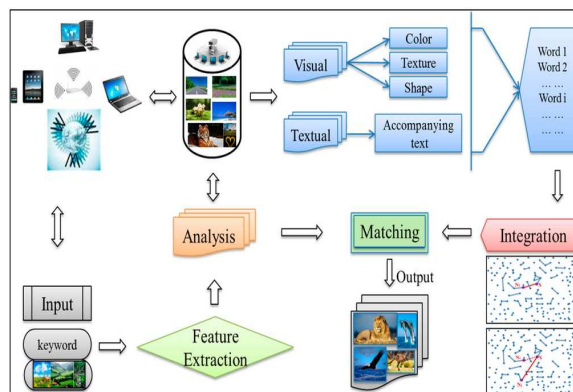 Visual
Color
Texture
Shape
Textual
Accompanying
text
Word 1
Word 2
... ...
Word i
... ...
... ...
Analysis
Matching
Integration
Output
Input
keyword
Feature
Extraction